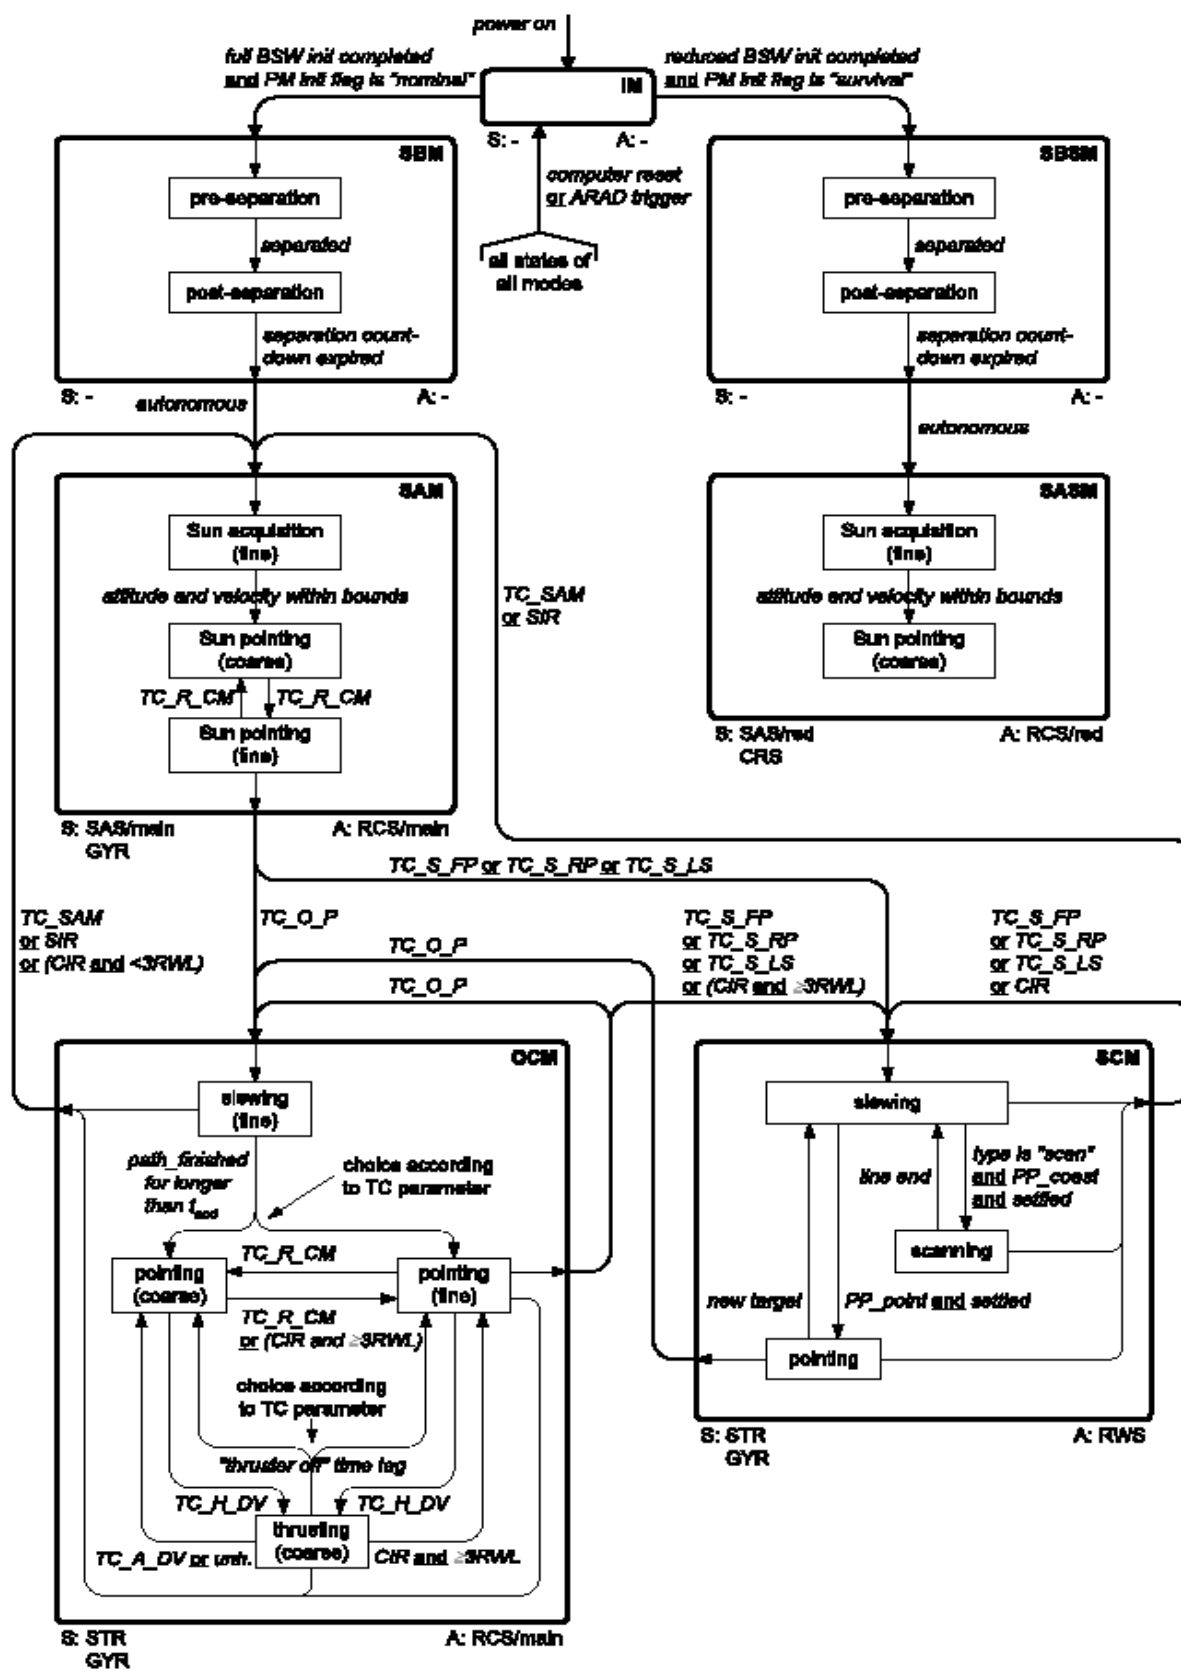 power on
full BSW init completed
and PM init flag is "nominal"
reduced BSW init completed
and PM init flag is "survival"
IM
S: -
A: -
computer reset
or ARAD trigger
all states of
all modes
SBM
pre-separation
separated
post-separation
separation count-
down expired
S: -
A: -
autonomous
SBSM
pre-separation
separated
post-separation
separation count-
down expired
S: -
A: -
autonomous
SAM
Sun acquisition
(fine)
attitude and velocity within bounds
Sun pointing
(coarse)
TC_R_CM
TC_R_CM
Sun pointing
(fine)
S: SAS/main
GYR
A: RCS/main
TC_SAM
or SIR
SASM
Sun acquisition
(fine)
attitude and velocity within bounds
Sun pointing
(coarse)
S: SAS/red
CRS
A: RCS/red
TC_S_FP or TC_S_RP or TC_S_LS
TC_SAM
or SIR
or (CIR and <3RWL)
TC_O_P
TC_O_P
TC_O_P
TC_S_FP
or TC_S_RP
or TC_S_LS
or (CIR and ≥3RWL)
TC_S_FP
or TC_S_RP
or TC_S_LS
or CIR
OCM
slewing
(fine)
path_finished
for longer
than
choice according
to TC parameter
pointing
(coarse)
TC_R_CM
pointing
(fine)
TC_R_CM
or (CIR and ≥3RWL)
choice according
to TC parameter
"thruster off" time tag
TC_H_DV
TC_H_DV
thrusting
(coarse)
TC_A_DV or
CIR and ≥3RWL
S: STR
GYR
A: RCS/main
SCM
slewing
line end
type is "scan"
and PP_coast
and settled
scanning
new target
PP_point and settled
pointing
S: STR
GYR
A: RWS